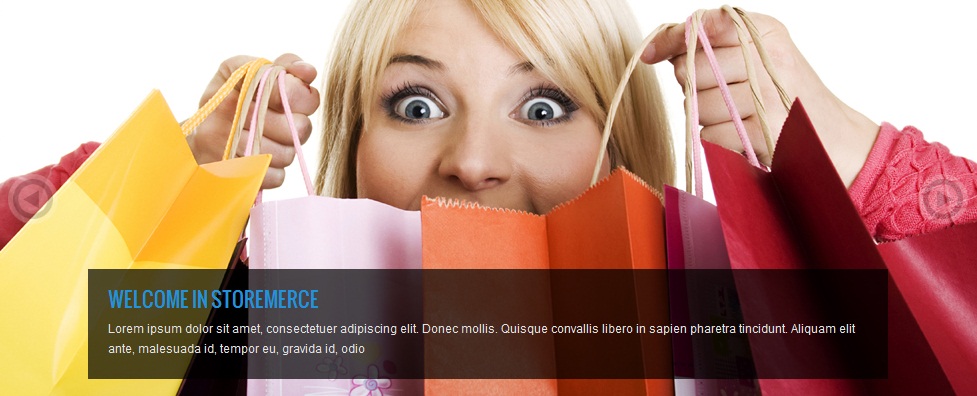 WELCOME IN STOREMERCE
Lorem ipsum dolor sit amet, consectetuer adipiscing elit. Donec mollis. Quisque convallis libero in sapien pharetra tincidunt. Aliquam elit
ante, malesuada id, tempor eu, gravida id, odio